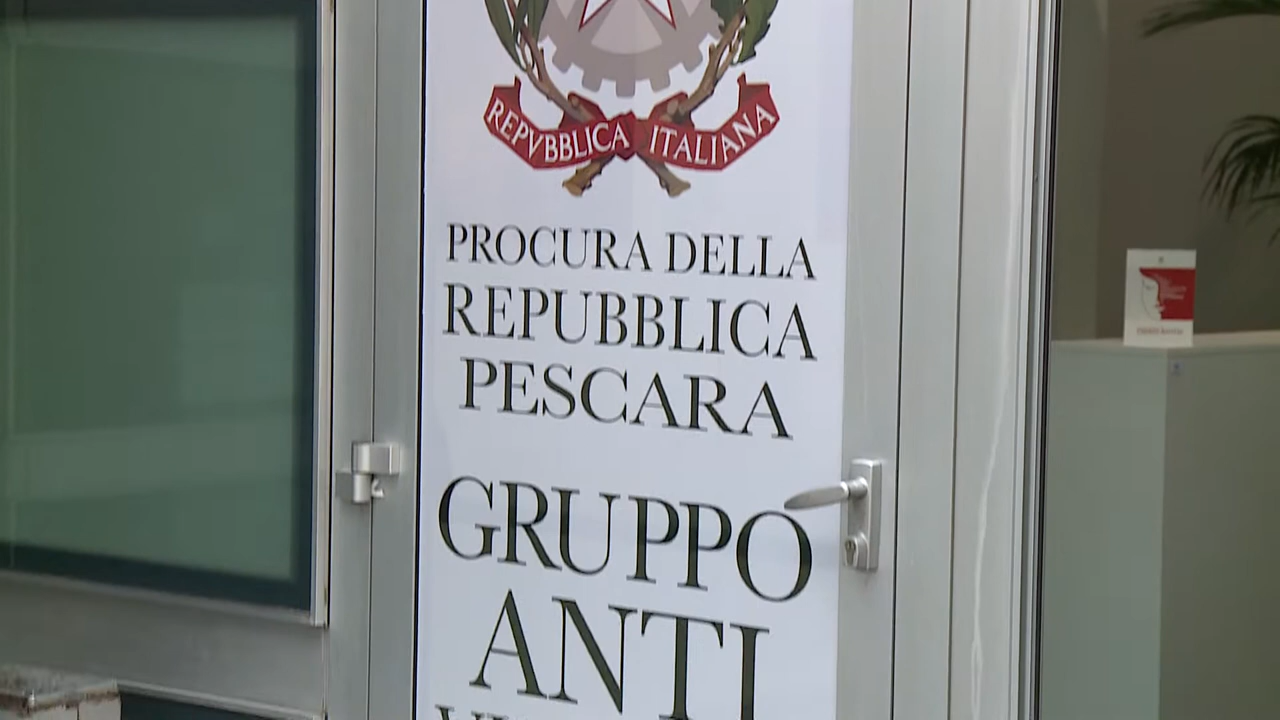 REPVBBLICA ITALIANA
PROCURA DELLA
REPUBBLICA
PESCARA
GRUPPO
ANTI